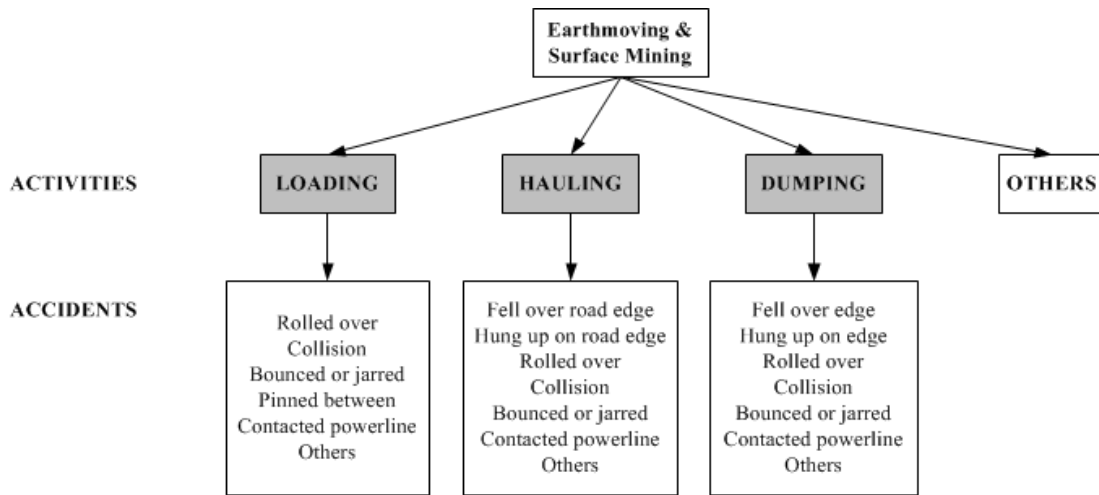 Earthmoving &
Surface Mining
ACTIVITIES
LOADING
HAULING
DUMPING
OTHERS
ACCIDENTS
Rolled over
Collision
Bounced or jarred
Pinned between
Contacted powerline
Others
Fell over road edge
Hung up on road edge
Rolled over
Collision
Bounced or jarred
Contacted powerline
Others
Fell over edge
Hung up on edge
Rolled over
Collision
Bounced or jarred
Contacted powerline
Others